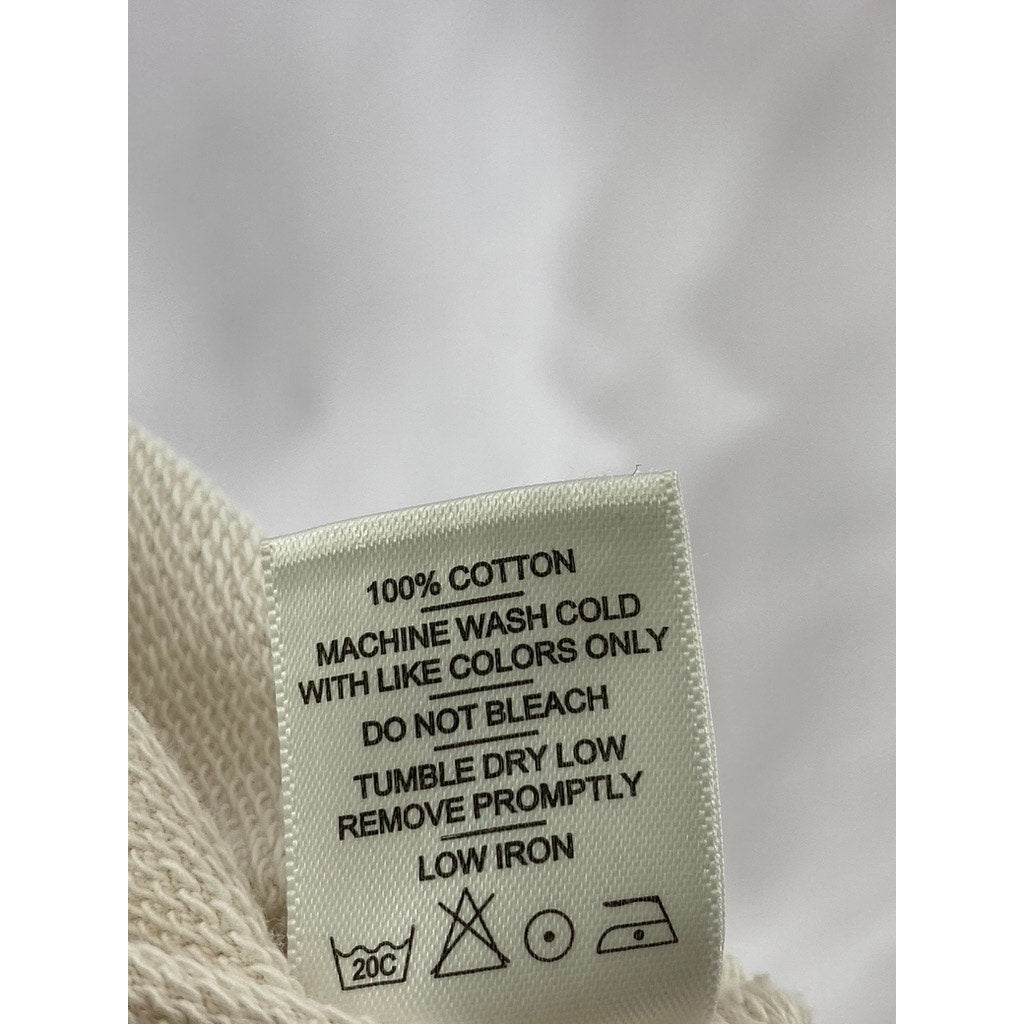 100% COTTON
MACHINE WASH COLD
WITH LIKE COLORS ONLY
DO NOT BLEACH
TUMBLE DRY LOW
REMOVE PROMPTLY
LOW IRON
20C